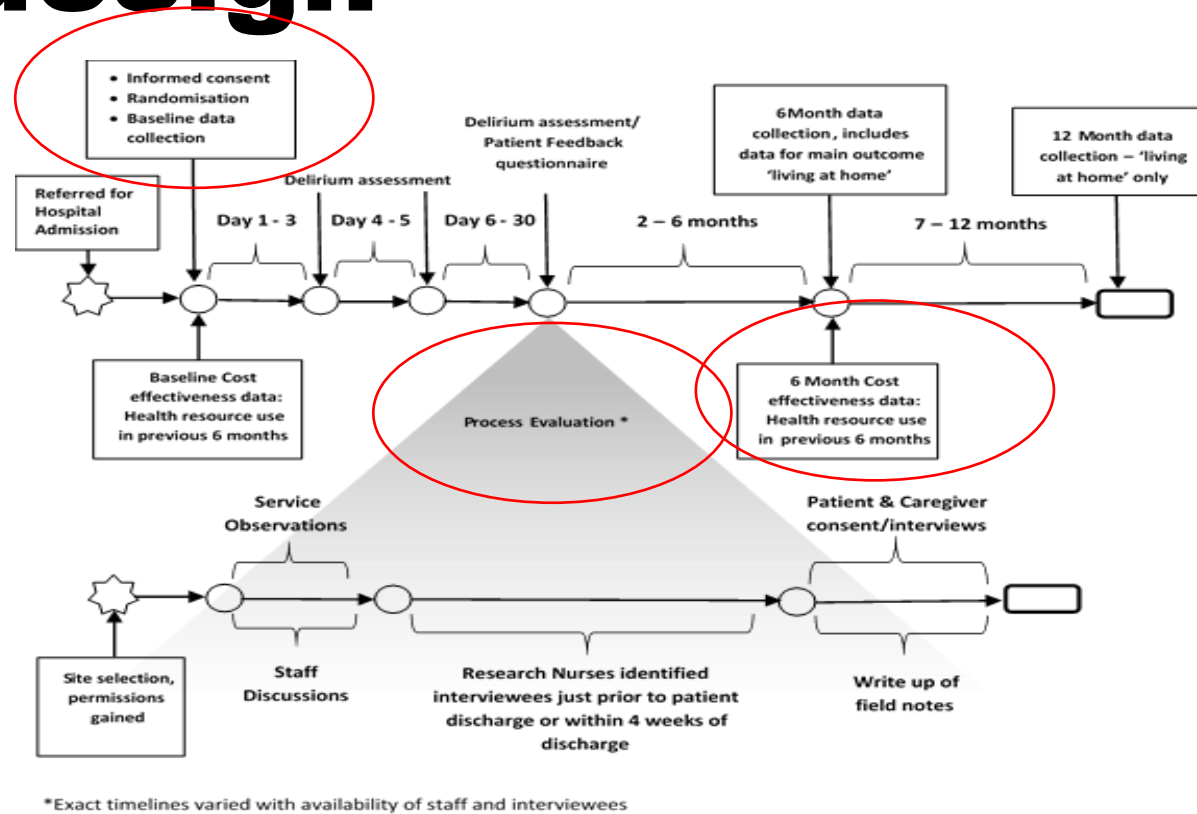 design
• Informed consent
• Randomisation
• Baseline data
collection
Referred for
Hospital
Admission
Delirium assessment
Delirium assessment/
Patient Feedback
questionnaire
6Month data
collection, includes
data for main outcome
‘living at home’
12 Month data
collection – ‘living
at home’ only
Day 1 - 3
Day 4 - 5
Day 6 - 30
2 – 6 months
7 – 12 months
Baseline Cost
effectiveness data:
Health resource use
in previous 6 months
Process Evaluation *
6 Month Cost
effectiveness data:
Health resource use
in previous 6 months
Service
Observations
Patient & Caregiver
consent/interviews
Site selection,
permissions
gained
Staff
Discussions
Research Nurses identified
interviewees just prior to patient
discharge or within 4 weeks of
discharge
Write up of
field notes
*Exact timelines varied with availability of staff and interviewees